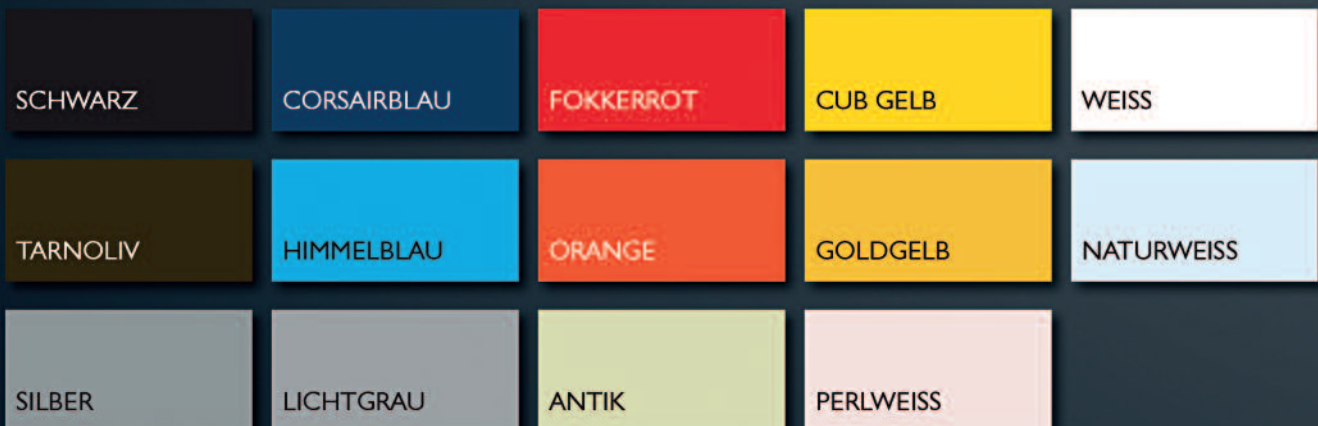 SCHWARZ
CORSAIRBLAU
FOKKERROT
CUB GELB
WEISS
TARNOLIV
HIMMELBLAU
ORANGE
GOLDGELB
NATURWEISS
SILBER
LICHTGRAU
ANTIK
PERLWEISS